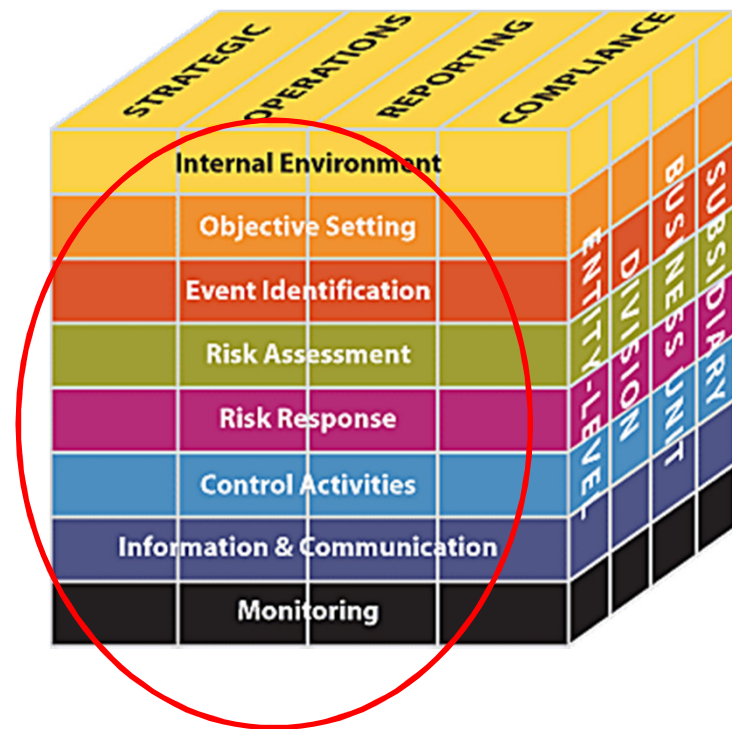 STRATEGIC
OPERATIONS
REPORTING
COMPLIANCE
Internal Environment
Objective Setting
Event Identification
Risk Assessment
Risk Response
Control Activities
Information & Communication
Monitoring
ENTITY-LEVEL
DIVISION
BUSINESS UNIT
SUBSIDIARY